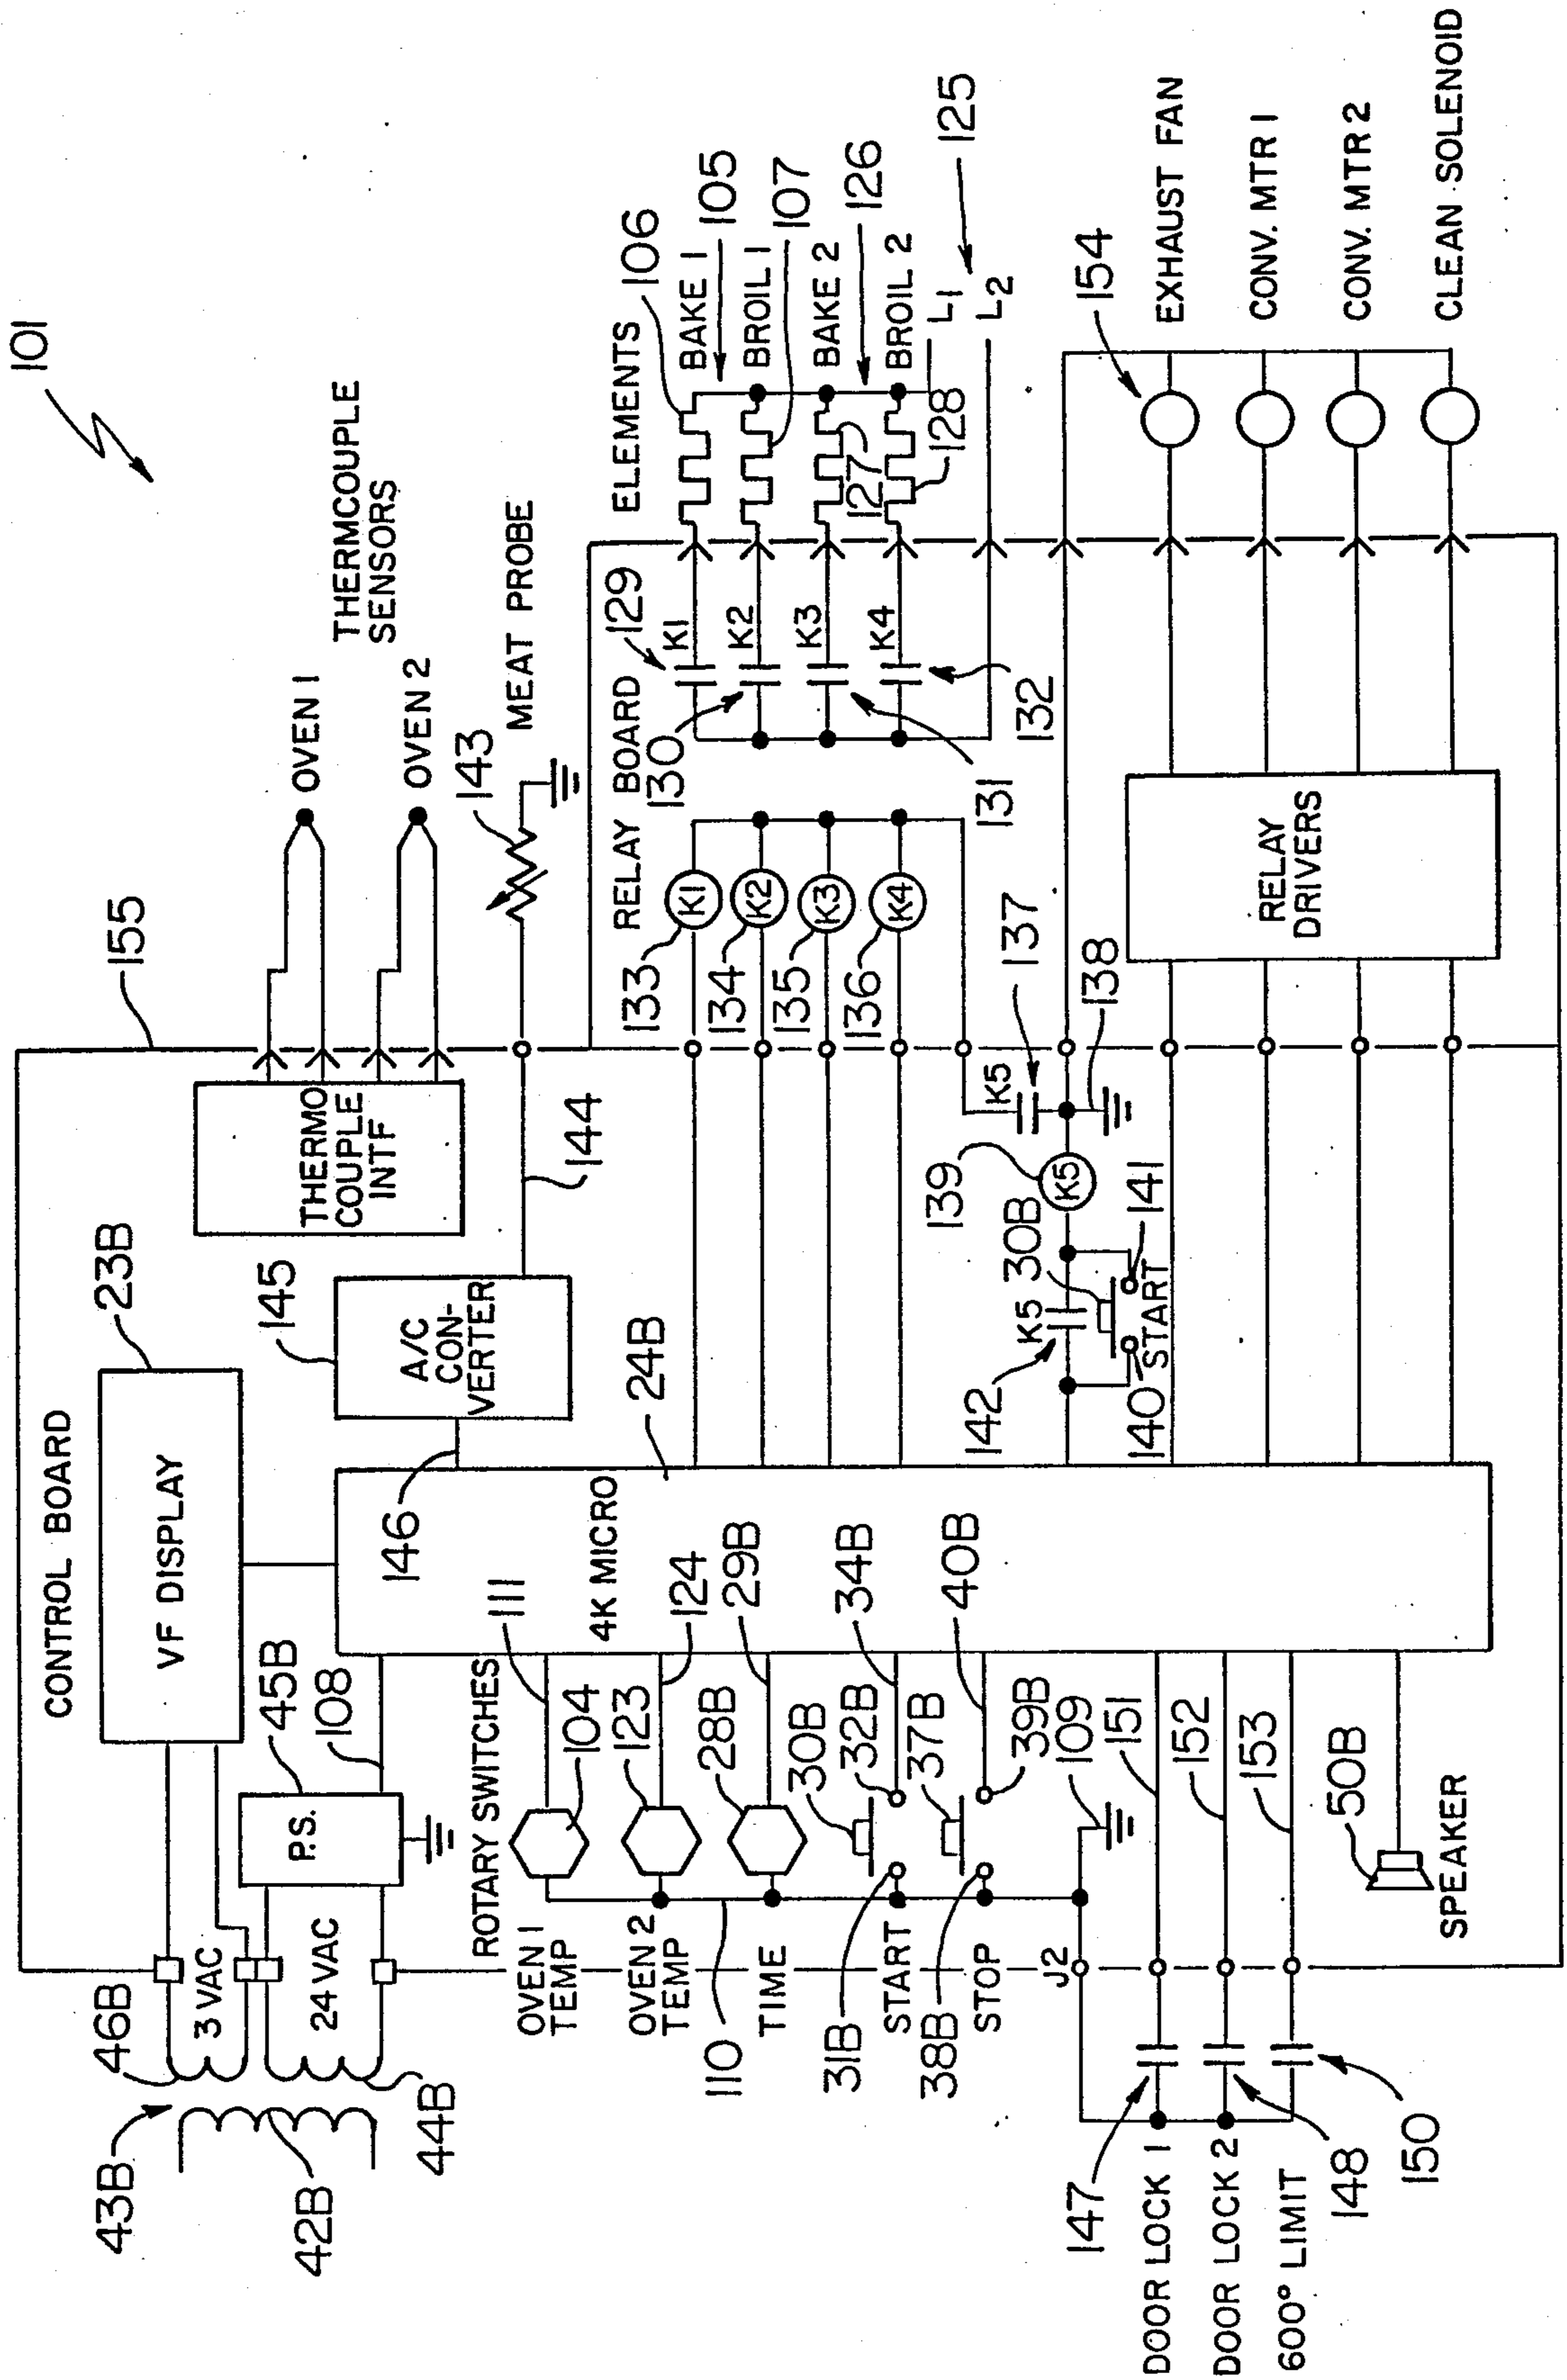 101
CONTROL BOARD
155
VF DISPLAY
23B
THERMO
COUPLE
INTF
THERMCOUPLE
SENSORS
OVEN 1
OVEN 2
43B
46B
3 VAC
24 VAC
42B
44B
P.S.
45B
108
145
A/C
CON-
VERTER
146
144
143
MEAT PROBE
ROTARY SWITCHES
111
4K MICRO
24B
OVEN 1
TEMP
104
OVEN 2
TEMP
123
124
TIME
28B
29B
110
30B
31B
START
32B
34B
37B
38B
STOP
39B
40B
109
J2
RELAY BOARD
133
K1
134
K2
135
K3
136
K4
129
K1
130
K2
K3
131
K4
132
ELEMENTS
106
BAKE 1
105
BROIL 1
107
BAKE 2
126
BROIL 2
127
128
L1
L2
125
137
K5
138
139
K5
30B
141
K5
142
140
START
147
DOOR LOCK 1
151
DOOR LOCK 2
148
152
600° LIMIT
150
153
50B
SPEAKER
RELAY
DRIVERS
154
EXHAUST FAN
CONV. MTR 1
CONV. MTR 2
CLEAN SOLENOID